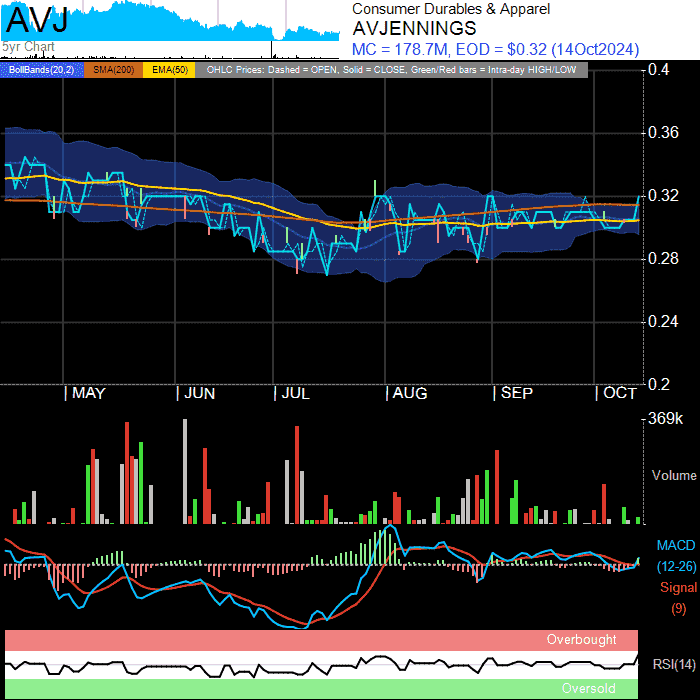 AVJ
5yr Chart
Consumer Durables & Apparel
AVJENNINGS
MC = 178.7M, EOD = $0.32 (14Oct2024)
BollBands(20,2) SMA(200) EMA(50) OHLC Prices: Dashed = OPEN, Solid = CLOSE, Green/Red bars = Intra-day HIGH/LOW
0.4
0.36
0.32
0.28
0.24
0.2
| MAY | JUN | JUL | AUG | SEP | OCT
369k
Volume
MACD
(12-26)
Signal
(9)
Overbought
RSI(14)
Oversold